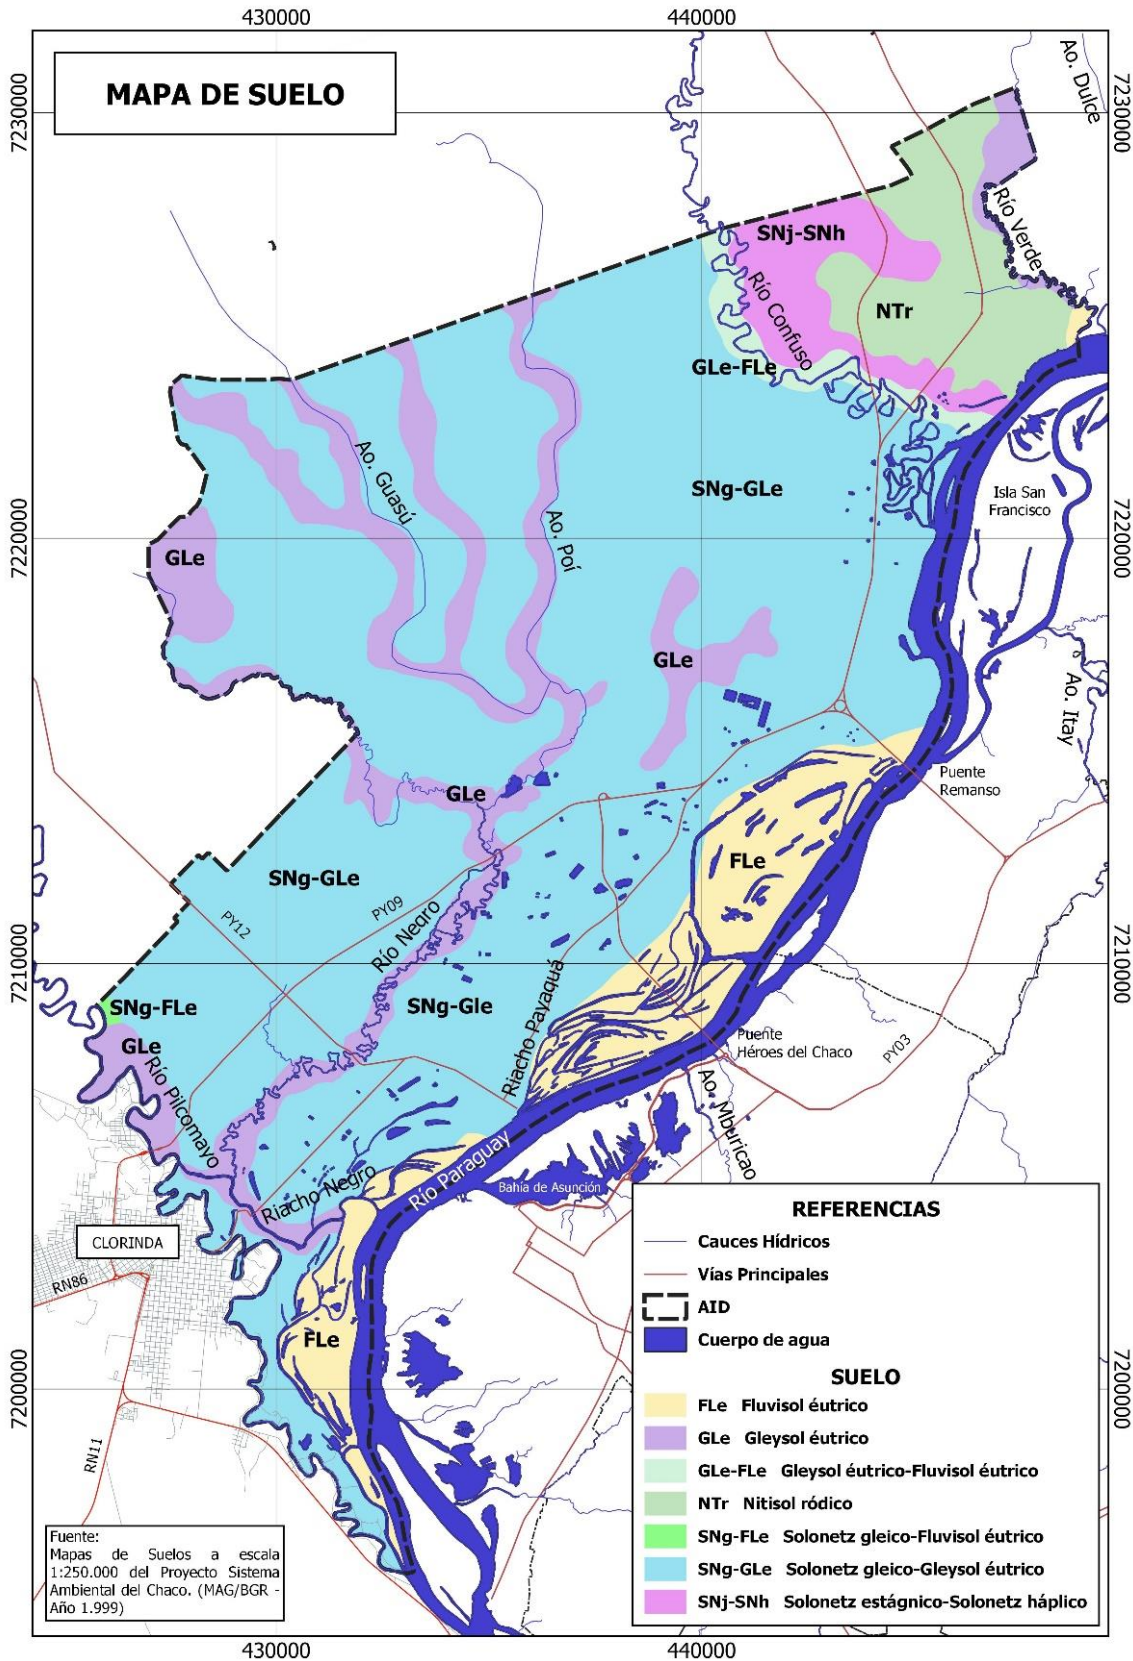 430000
440000
MAPA DE SUELO
7230000
7230000
Ao. Dulce
Río Verde
SNj-SNh
Río Confuso
NTr
GLe-FLe
Ao. Guasú
SNg-GLe
Isla San
Francisco
Ao. Poí
7220000
7220000
GLe
GLe
Ao. Itay
Puente
Remanso
GLe
FLe
SNg-GLe
PY09
PY12
Río Negro
7210000
7210000
SNg-FLe
SNg-Gle
Riacho Payaguá
GLe
Río Pilcomayo
Puente
Héroes del Chaco
PY03
Ao. Mburicao
Río Paraguay
Bahía de Asunción
Riacho Negro
CLORINDA
RN86
FLe
7200000
7200000
RN11
REFERENCIAS
Cauces Hídricos
Vías Principales
AID
Cuerpo de agua
SUELO
FLe Fluvisol éutrico
GLe Gleysol éutrico
GLe-FLe Gleysol éutrico-Fluvisol éutrico
NTr Nitisol ródico
SNg-FLe Solonetz gleico-Fluvisol éutrico
SNg-GLe Solonetz gleico-Gleysol éutrico
SNj-SNh Solonetz estágnico-Solonetz háplico
Fuente:
Mapas de Suelos a escala
1:250.000 del Proyecto Sistema
Ambiental del Chaco. (MAG/BGR -
Año 1.999)
430000
440000